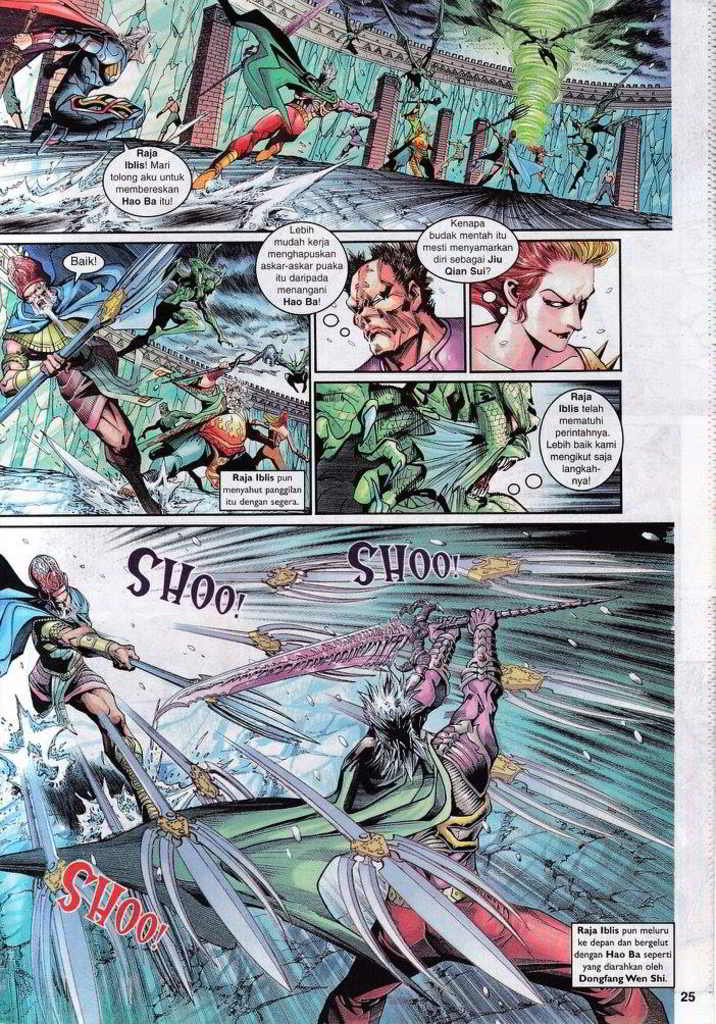 Raja
Iblis! Mari
tolong aku untuk
membereskan
Hao Ba itu!
Baik!
Raja Iblis pun
menyahut panggilan
itu dengan segera.
Lebih
mudah kerja
menghapuskan
askar-askar puaka
itu daripada
menangani
Hao Ba!
Kenapa
budak mentah itu
mesti menyamarkan
diri sebagai Jiu
Qian Sui?
Raja
Iblis telah
mematuhi
perintahnya.
Lebih baik kami
mengikut saja
langkah-
nya!
SHOO!
SHOO!
SHOO!
Raja Iblis pun meluru
ke depan dan bergelut
dengan Hao Ba seperti
yang diarahkan oleh
Dongfang Wen Shi.
25